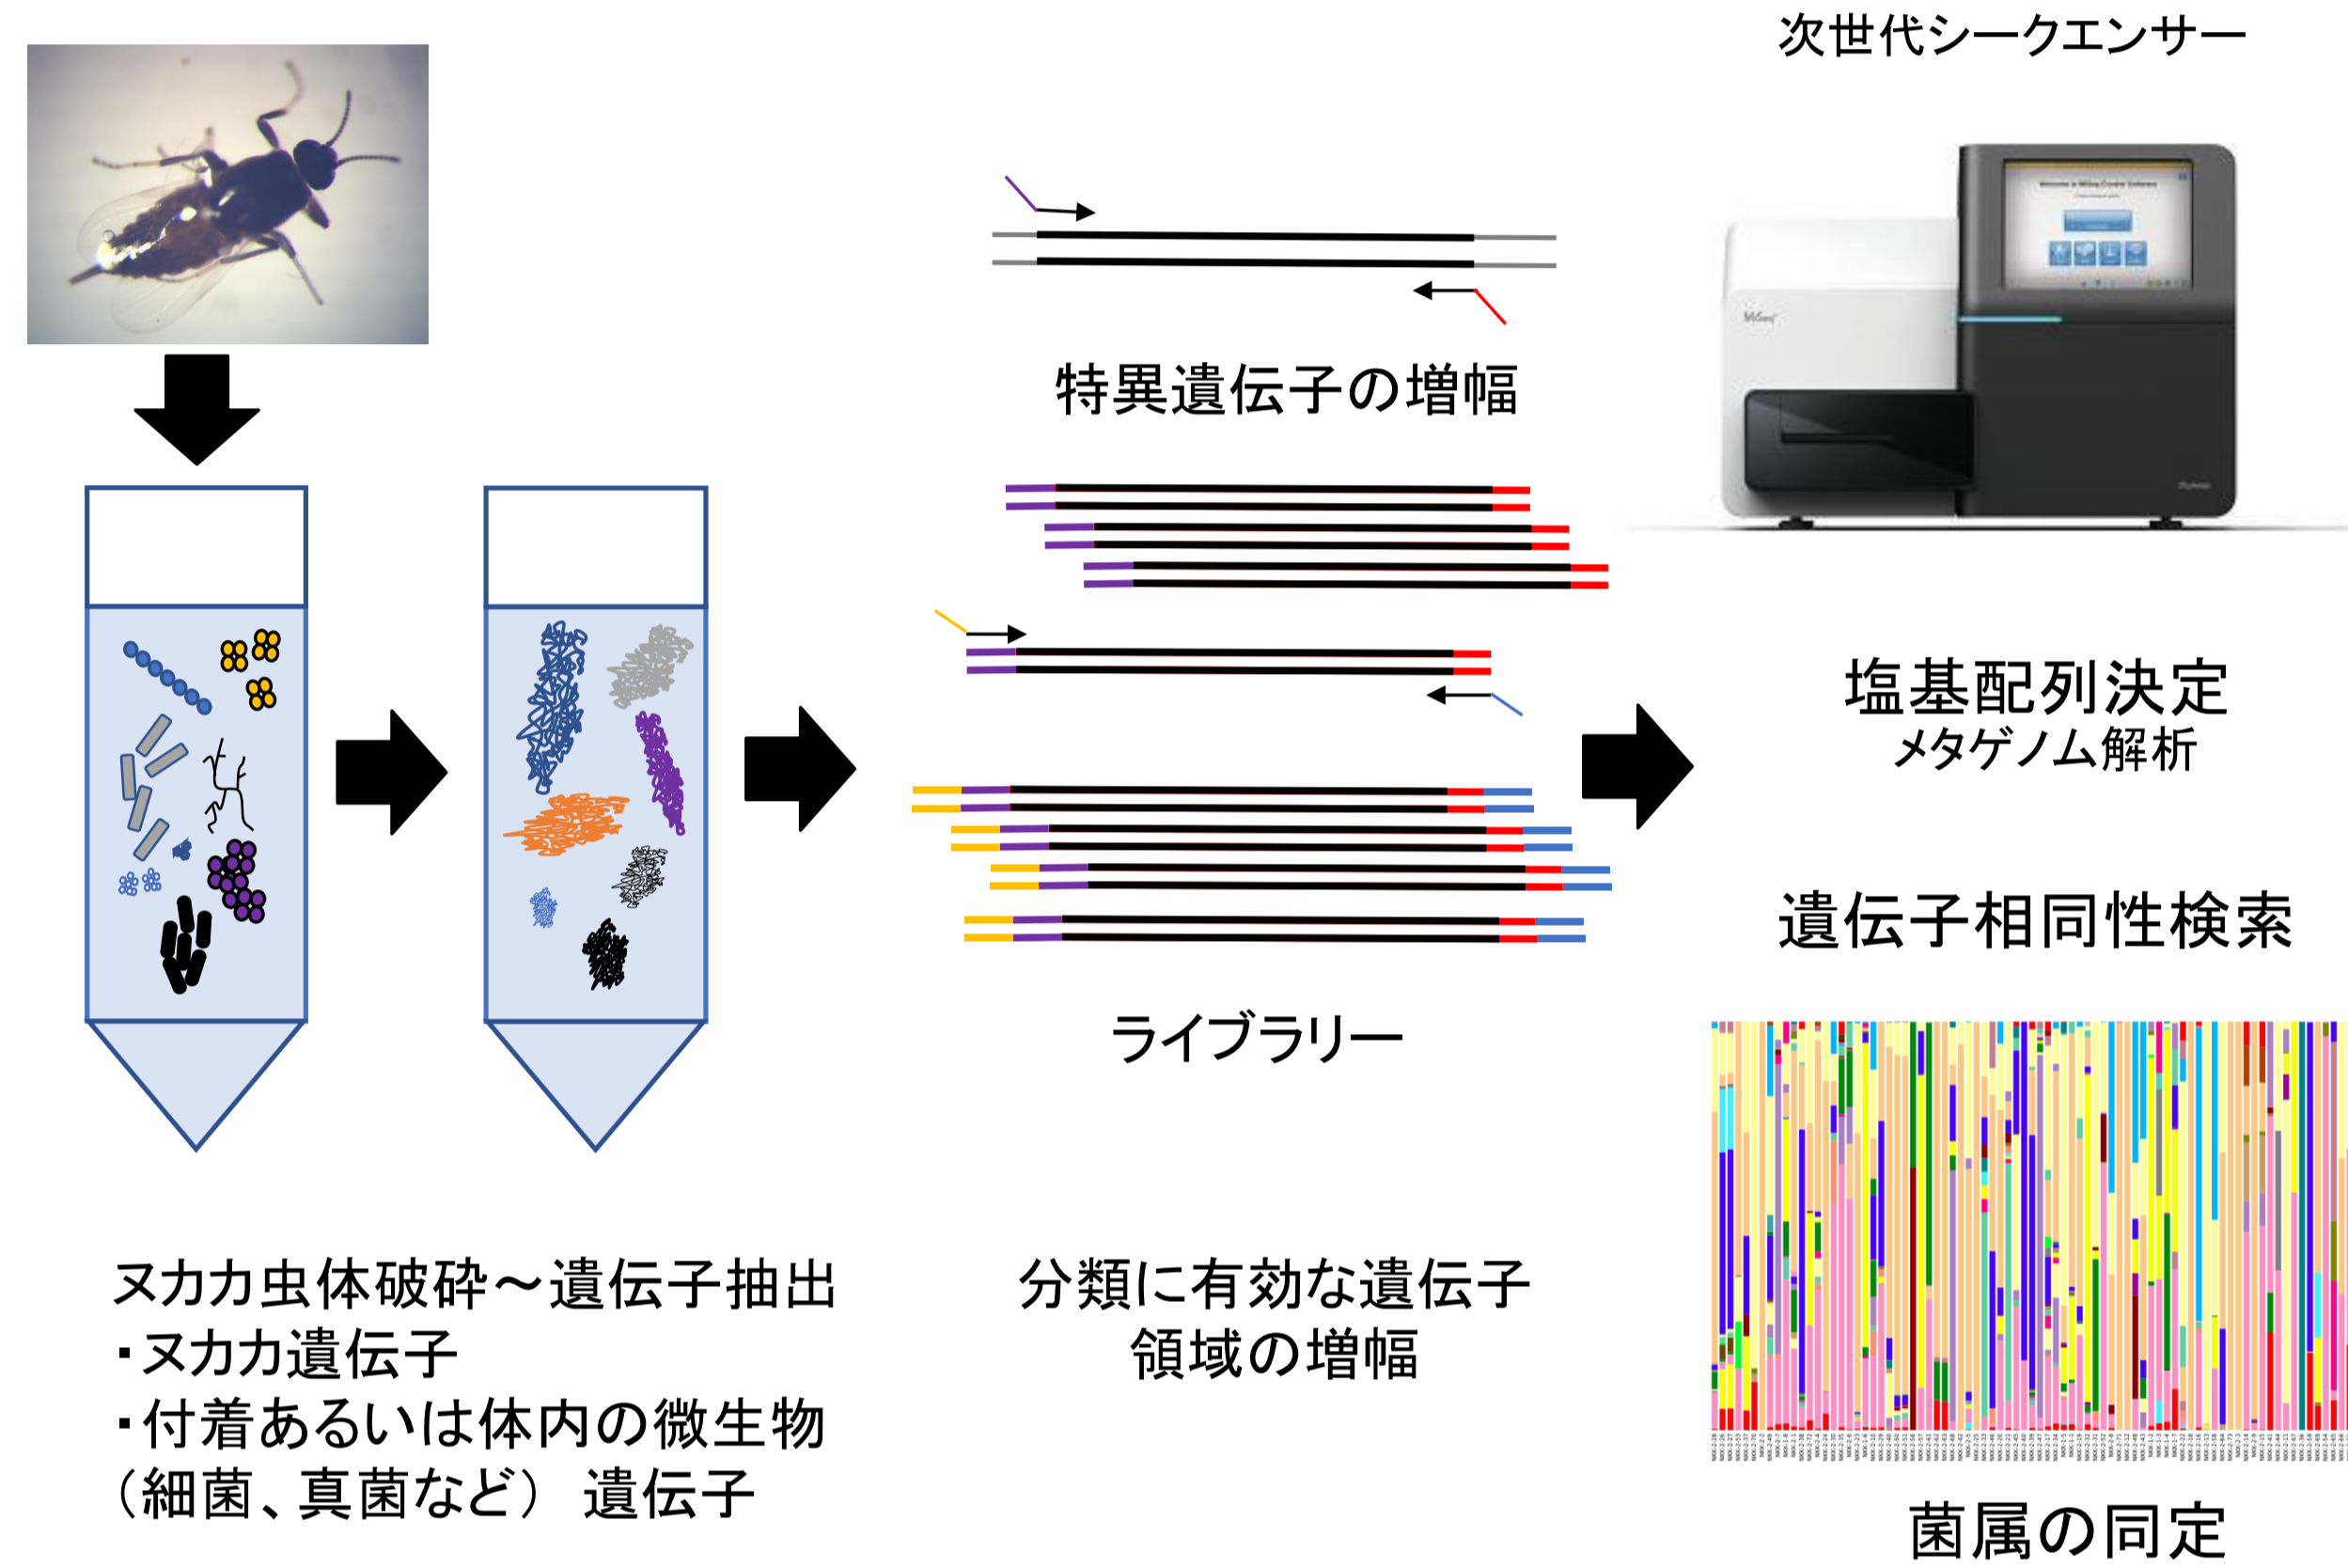 次世代シークエンサー
MiSeq
特異遺伝子の増幅
塩基配列決定
メタゲノム解析
遺伝子相同性検索
ライブラリー
ヌカカ虫体破砕～遺伝子抽出
・ヌカカ遺伝子
・付着あるいは体内の微生物
（細菌、真菌など） 遺伝子
分類に有効な遺伝子
領域の増幅
菌属の同定